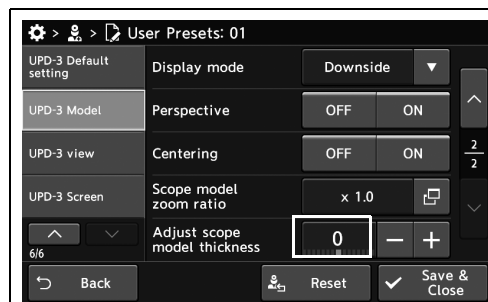 > > User Presets: 01
UPD-3 Default setting
Display mode
Downside
UPD-3 Model
Perspective
OFF
ON
UPD-3 view
Centering
OFF
ON
2
2
UPD-3 Screen
Scope model zoom ratio
x 1.0
6/6
Adjust scope model thickness
0
Back
Reset
Save & Close